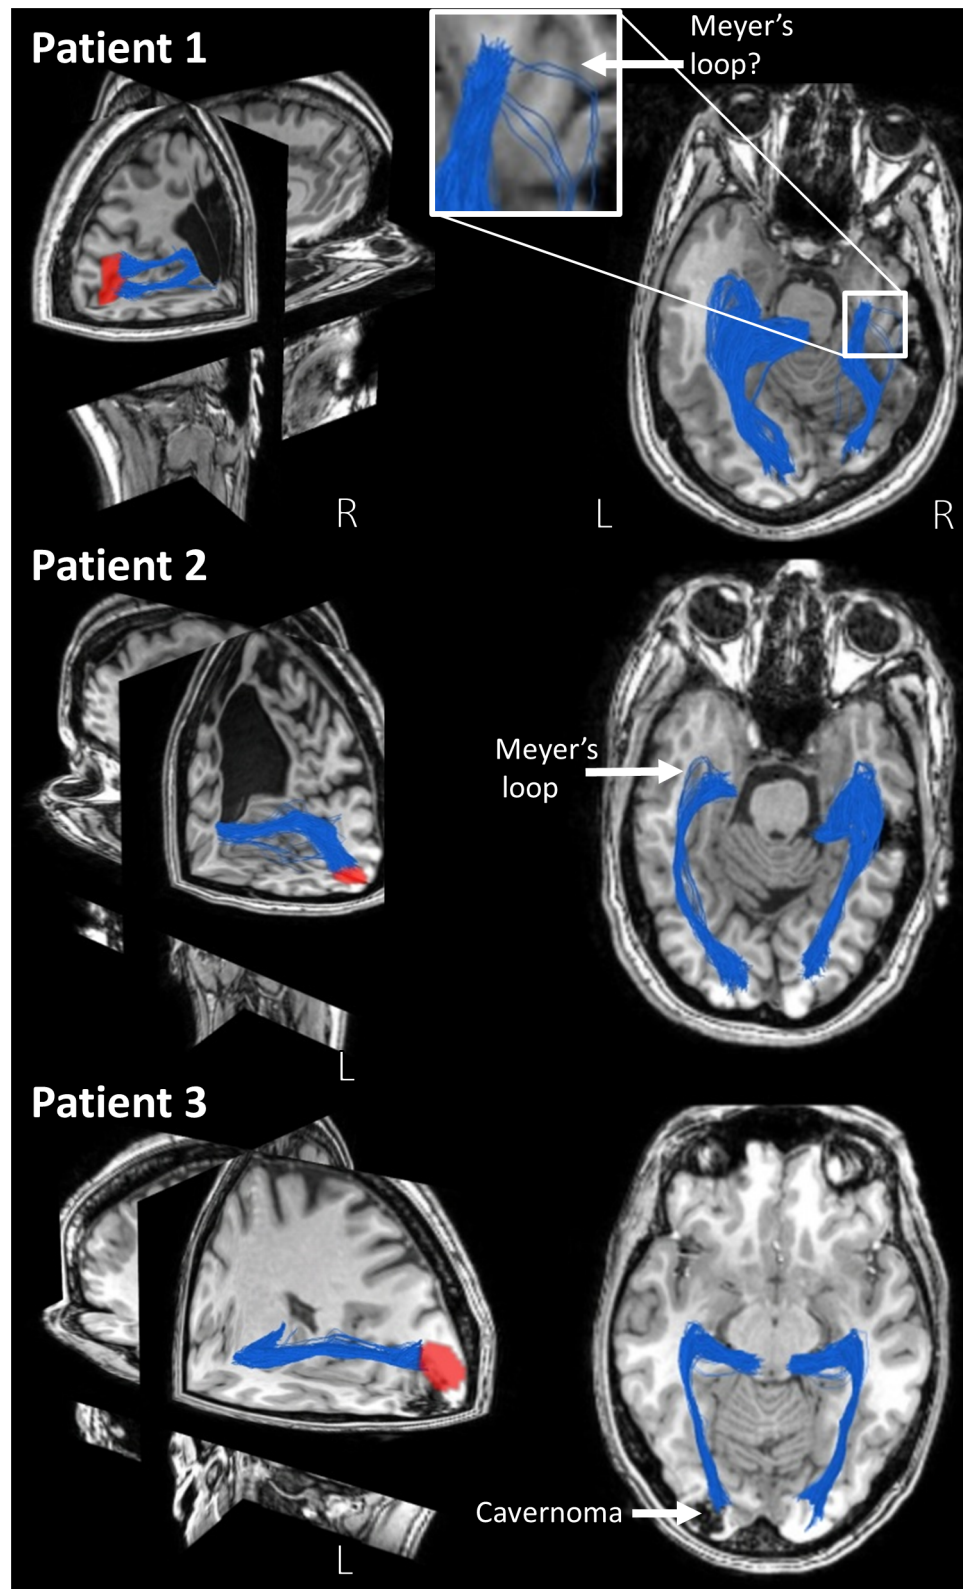 Patient 1
Meyer's
loop?
R
L
R
Patient 2
Meyer's
loop
L
Patient 3
Cavernoma
L